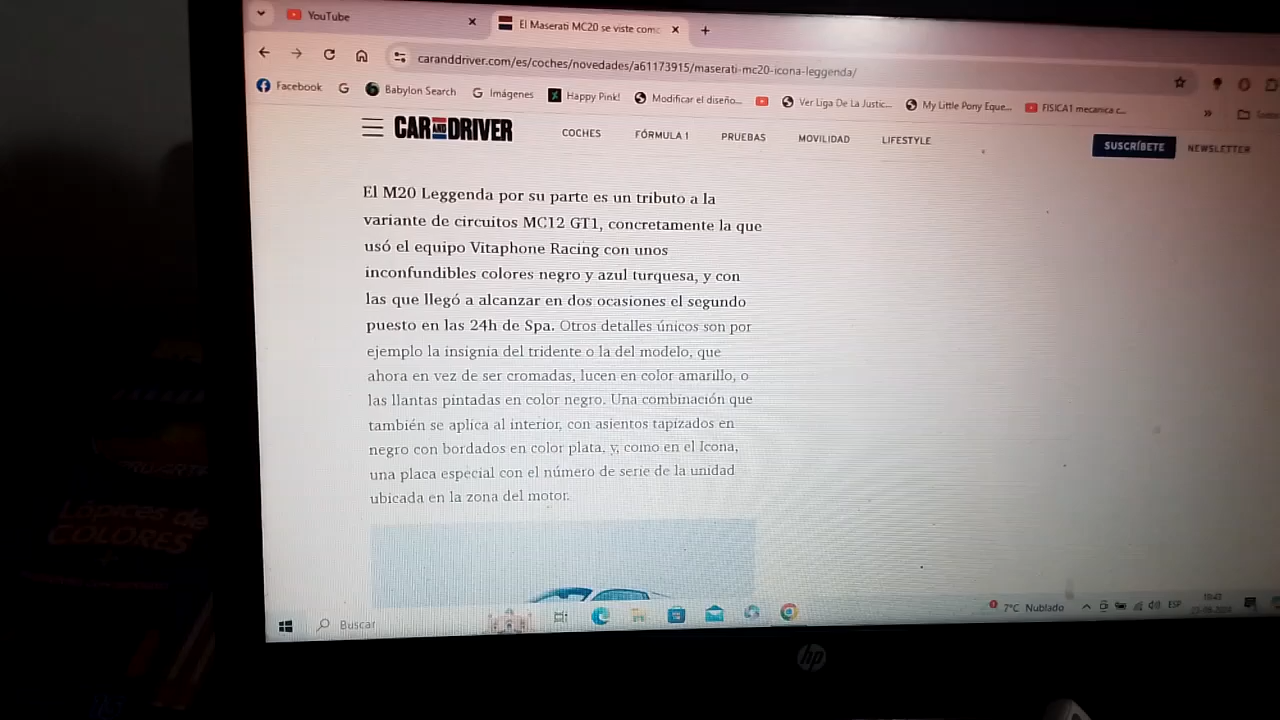 YouTube
El Maserati MC20 se viste como
caranddriver.com/es/coches/novedades/a61173915/maserati-mc20-icona-leggenda/
Facebook
G
Babylon Search
G Imágenes
Happy Pink!
Modificar el diseño...
Ver Liga De La Justic...
My Little Pony Eque...
FISICA1 mecanica c...
»
CAR AND DRIVER
COCHES
FÓRMULA 1
PRUEBAS
MOVILIDAD
LIFESTYLE
SUSCRÍBETE
NEWSLETTER
El M20 Leggenda por su parte es un tributo a la
variante de circuitos MC12 GT1, concretamente la que
usó el equipo Vitaphone Racing con unos
inconfundibles colores negro y azul turquesa, y con
las que llegó a alcanzar en dos ocasiones el segundo
puesto en las 24h de Spa. Otros detalles únicos son por
ejemplo la insignia del tridente o la del modelo, que
ahora en vez de ser cromadas, lucen en color amarillo, o
las llantas pintadas en color negro. Una combinación que
también se aplica al interior, con asientos tapizados en
negro con bordados en color plata, y, como en el Icona,
una placa especial con el número de serie de la unidad
ubicada en la zona del motor.
Buscar
7°C Nublado
ESP
hp
Lápices de
COLORES